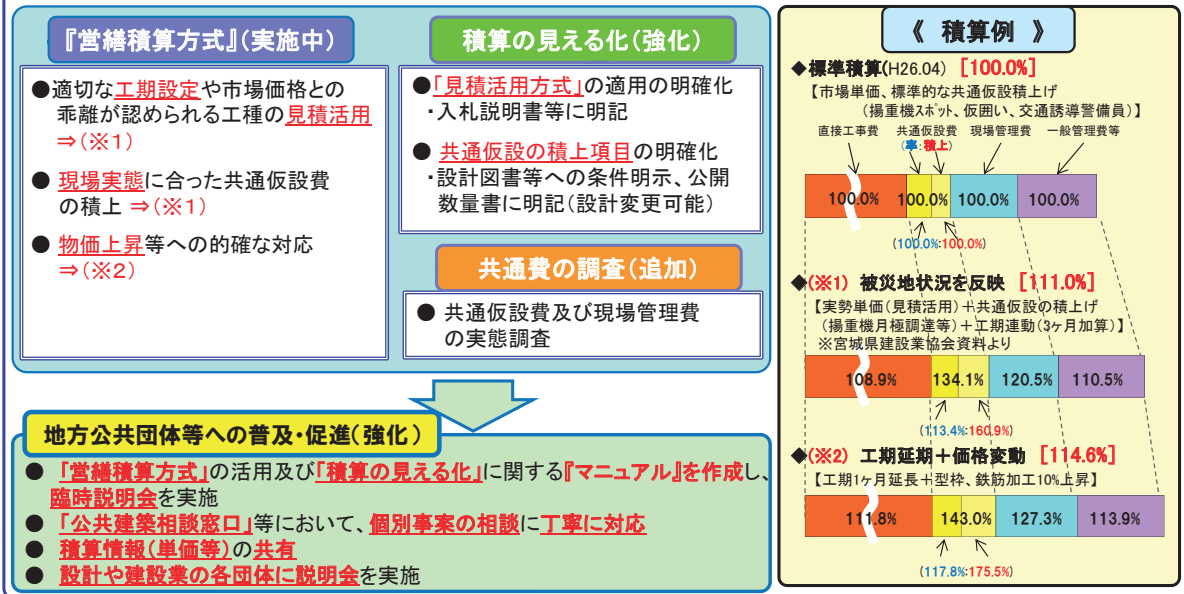 『営繕積算方式』(実施中)
●適切な工期設定や市場価格との
乖離が認められる工種の見積活用
⇒(※1)
● 現場実態に合った共通仮設費
の積上 ⇒(※1)
● 物価上昇等への的確な対応
⇒(※2)
積算の見える化(強化)
●「見積活用方式」の適用の明確化
・入札説明書等に明記
● 共通仮設の積上項目の明確化
・設計図書等への条件明示、公開
数量書に明記(設計変更可能)
共通費の調査(追加)
● 共通仮設費及び現場管理費
の実態調査
地方公共団体等への普及・促進(強化)
● 「営繕積算方式」の活用及び「積算の見える化」に関する『マニュアル』を作成し、
臨時説明会を実施
● 「公共建築相談窓口」等において、個別事案の相談に丁寧に対応
● 積算情報(単価等)の共有
● 設計や建設業の各団体に説明会を実施
《 積算例 》
◆標準積算(H26.04) [100.0%]
【市場単価、標準的な共通仮設積上げ
(揚重機スポット、仮囲い、交通誘導警備員)】
直接工事費 共通仮設費 現場管理費 一般管理費等
(率:積上)
100.0% 100.0% 100.0% 100.0%
(100.0%:100.0%)
◆(※1) 被災地状況を反映 [111.0%]
【実勢単価(見積活用)+共通仮設の積上げ
(揚重機月極調達等)+工期連動(3ヶ月加算)】
※宮城県建設業協会資料より
108.9% 134.1% 120.5% 110.5%
(113.4%:160.9%)
◆(※2) 工期延期+価格変動 [114.6%]
【工期1ヶ月延長+型枠、鉄筋加工10%上昇】
111.8% 143.0% 127.3% 113.9%
(117.8%:175.5%)